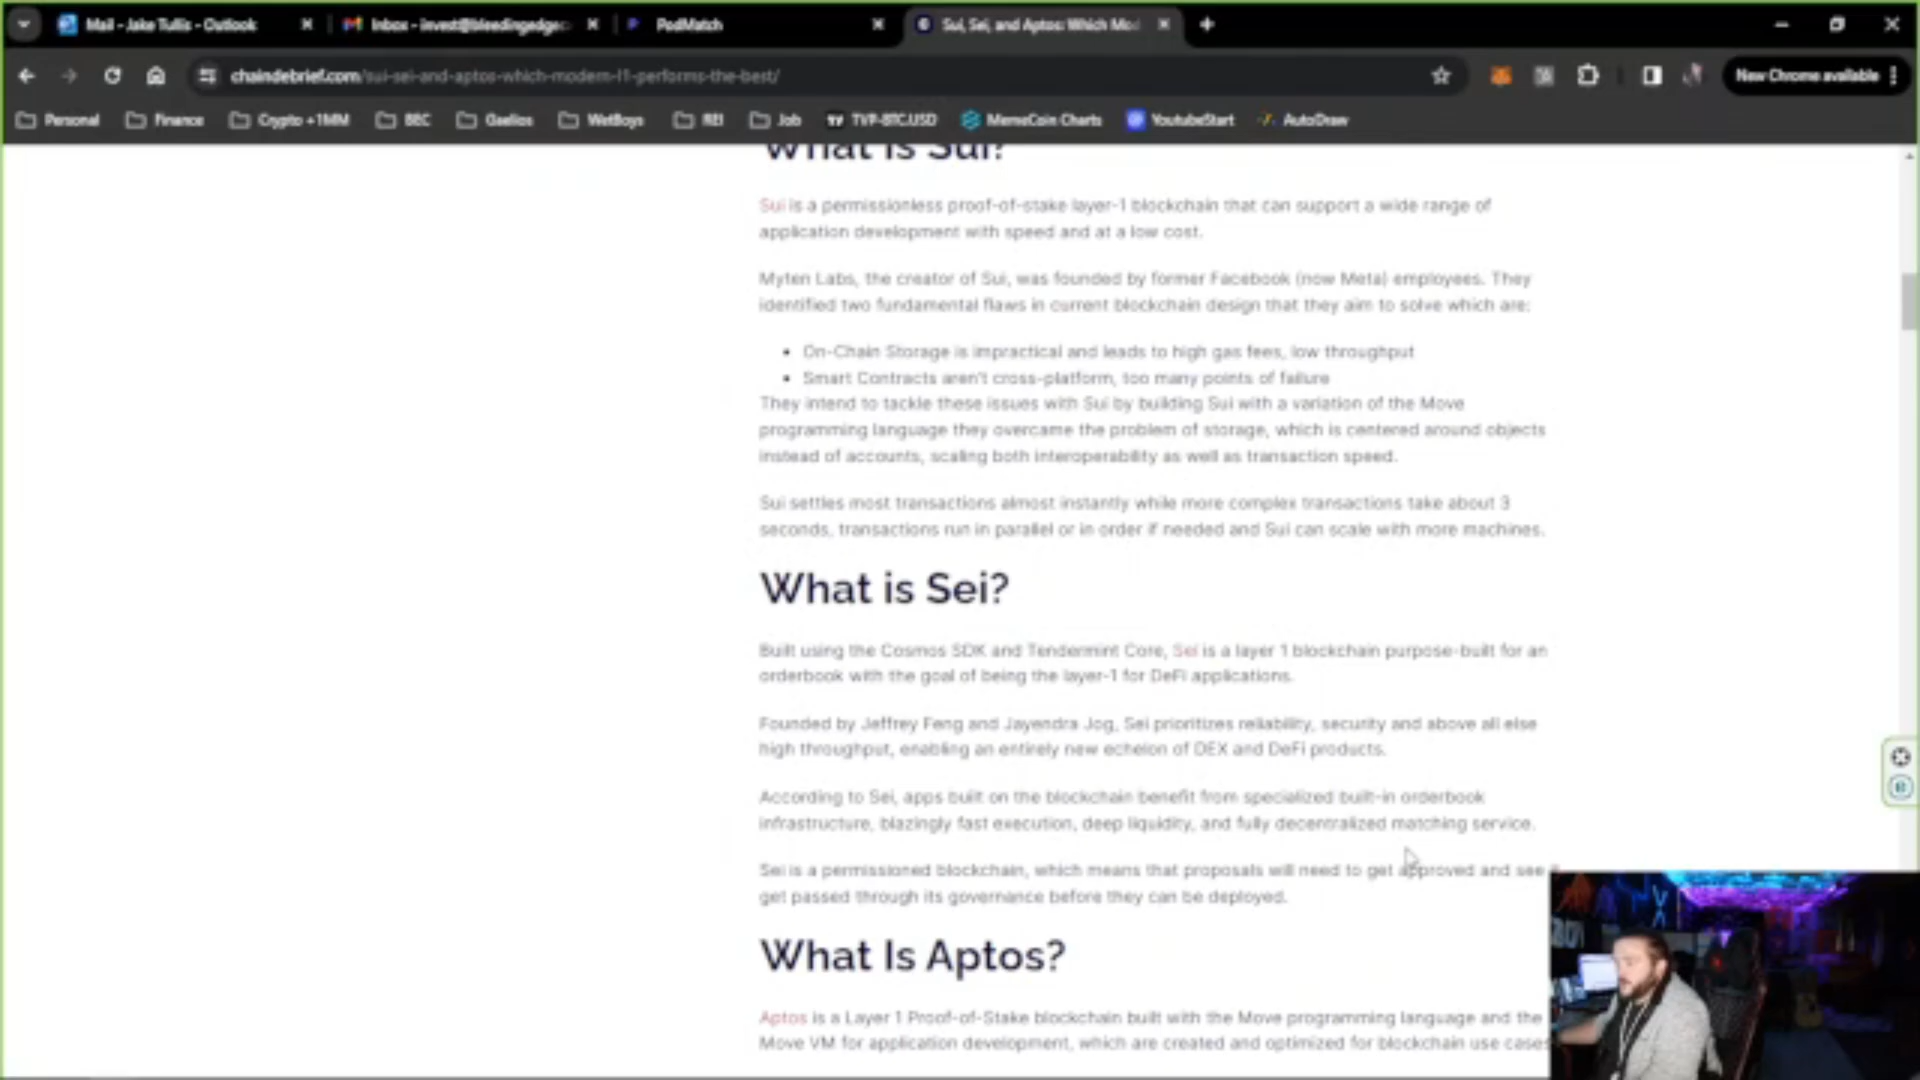 Mail - Jake Tullis - Outlook
Inbox - invest@bleedingedge
PodMatch
Sui, Sei, and Aptos: Which Mo
chaindebrief.com/sui-sei-and-aptos-which-modern-l1-performs-the-best/
New Chrome available
Personal
Finance
Crypto +1MM
BEC
Gaelios
WetBoys
REI
Job
TVP-BTC.USD
MemeCoin Charts
YoutubeStart
AutoDraw
What is Sui?
Sui is a permissionless proof-of-stake layer-1 blockchain that can support a wide range of
application development with speed and at a low cost.
Myten Labs, the creator of Sui, was founded by former Facebook (now Meta) employees. They
identified two fundamental flaws in current blockchain design that they aim to solve which are:
• On-Chain Storage is impractical and leads to high gas fees, low throughput
• Smart Contracts aren't cross-platform, too many points of failure
They intend to tackle these issues with Sui by building Sui with a variation of the Move
programming language they overcame the problem of storage, which is centered around objects
instead of accounts, scaling both interoperability as well as transaction speed.
Sui settles most transactions almost instantly while more complex transactions take about 3
seconds, transactions run in parallel or in order if needed and Sui can scale with more machines.
What is Sei?
Built using the Cosmos SDK and Tendermint Core, Sei is a layer 1 blockchain purpose-built for an
orderbook with the goal of being the layer-1 for DeFi applications.
Founded by Jeffrey Feng and Jayendra Jog, Sei prioritizes reliability, security and above all else
high throughput, enabling an entirely new echelon of DEX and DeFi products.
According to Sei, apps built on the blockchain benefit from specialized built-in orderbook
infrastructure, blazingly fast execution, deep liquidity, and fully decentralized matching service.
Sei is a permissioned blockchain, which means that proposals will need to get approved and see
get passed through its governance before they can be deployed.
What Is Aptos?
Aptos is a Layer 1 Proof-of-Stake blockchain built with the Move programming language and the
Move VM for application development, which are created and optimized for blockchain use cases